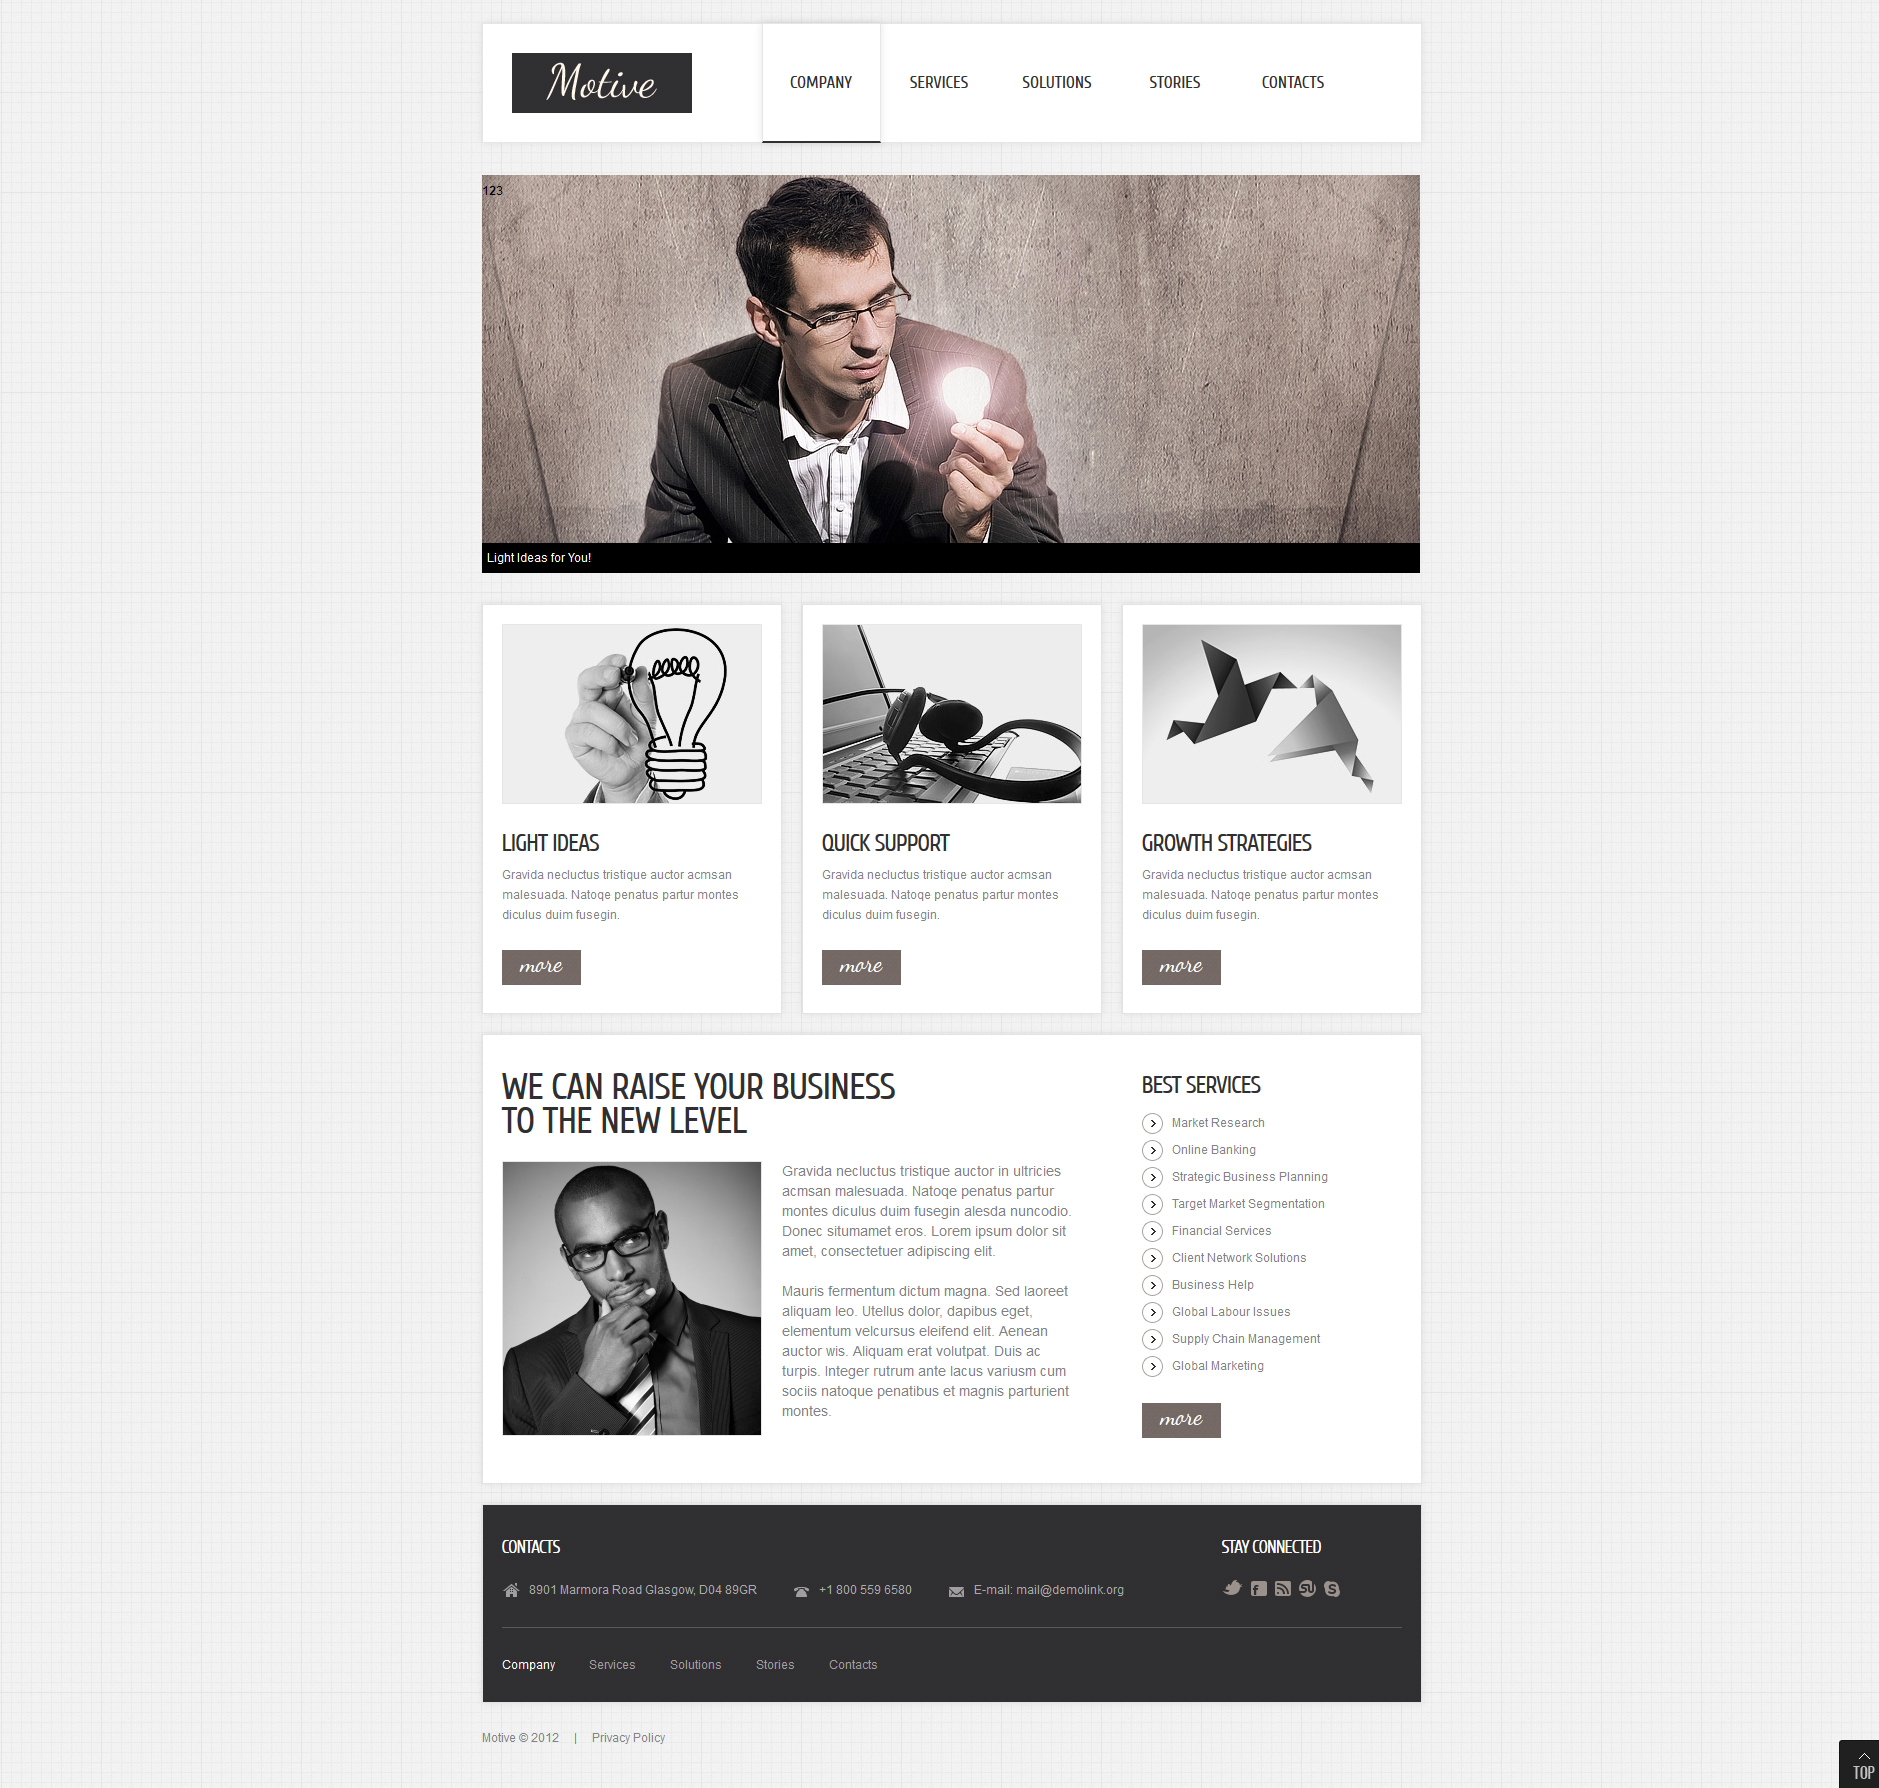 Motive
COMPANY
SERVICES
SOLUTIONS
STORIES
CONTACTS
123
Light Ideas for You!
LIGHT IDEAS
Gravida necluctus tristique auctor acmsan
malesuada. Natoqe penatus partur montes
diculus duim fusegin.
more
QUICK SUPPORT
Gravida necluctus tristique auctor acmsan
malesuada. Natoqe penatus partur montes
diculus duim fusegin.
more
GROWTH STRATEGIES
Gravida necluctus tristique auctor acmsan
malesuada. Natoqe penatus partur montes
diculus duim fusegin.
more
WE CAN RAISE YOUR BUSINESS
TO THE NEW LEVEL
Gravida necluctus tristique auctor in ultricies
acmsan malesuada. Natoqe penatus partur
montes diculus duim fusegin alesda nuncodio.
Donec situmamet eros. Lorem ipsum dolor sit
amet, consectetuer adipiscing elit.
Mauris fermentum dictum magna. Sed laoreet
aliquam leo. Utellus dolor, dapibus eget,
elementum velcursus eleifend elit. Aenean
auctor wis. Aliquam erat volutpat. Duis ac
turpis. Integer rutrum ante lacus variusm cum
sociis natoque penatibus et magnis parturient
montes.
BEST SERVICES
Market Research
Online Banking
Strategic Business Planning
Target Market Segmentation
Financial Services
Client Network Solutions
Business Help
Global Labour Issues
Supply Chain Management
Global Marketing
more
CONTACTS
8901 Marmora Road Glasgow, D04 89GR
+1 800 559 6580
E-mail: mail@demolink.org
STAY CONNECTED
Company
Services
Solutions
Stories
Contacts
Motive © 2012 | Privacy Policy
TOP